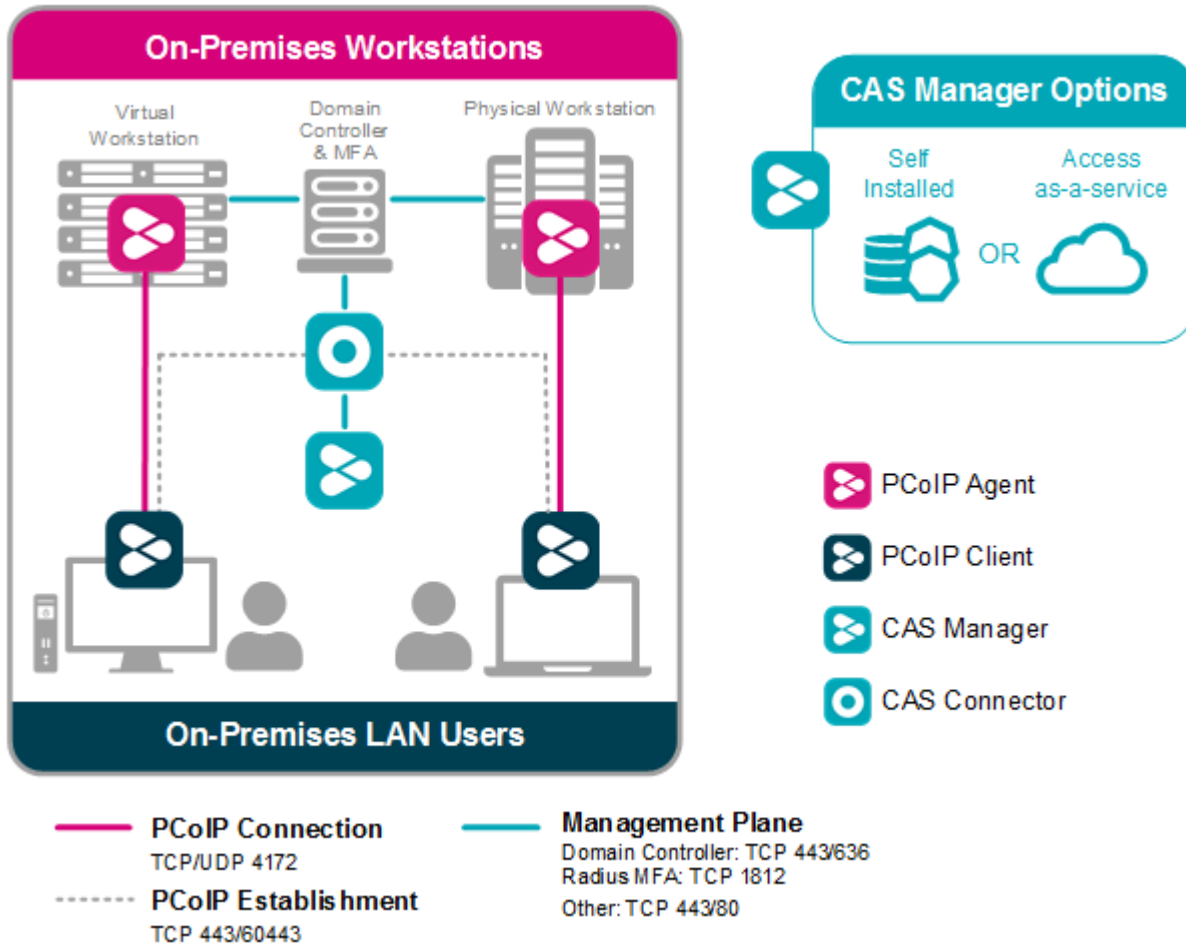 On-Premises Workstations
Virtual
Workstation
Domain
Controller
& MFA
Physical Workstation
On-Premises LAN Users
CAS Manager Options
Self
Installed
OR
Access
as-a-service
PCoIP Agent
PCoIP Client
CAS Manager
CAS Connector
PCoIP Connection
TCP/UDP 4172
PCoIP Establishment
TCP 443/60443
Management Plane
Domain Controller: TCP 443/636
Radius MFA: TCP 1812
Other: TCP 443/80